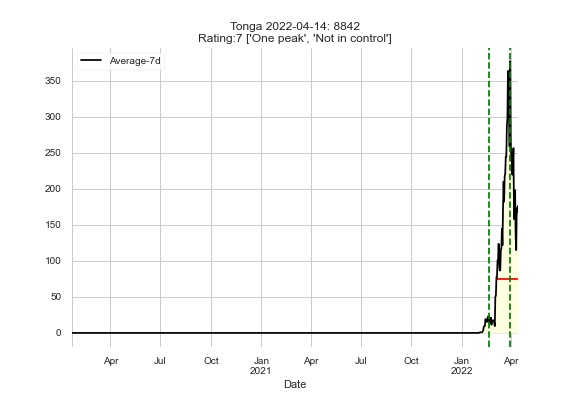 Tonga 2022-04-14: 8842
Rating:7 ['One peak', 'Not in control']
Average-7d
350
300
250
200
150
100
50
0
Apr
Jul
Oct
Jan
2021
Apr
Jul
Oct
Jan
2022
Apr
Date